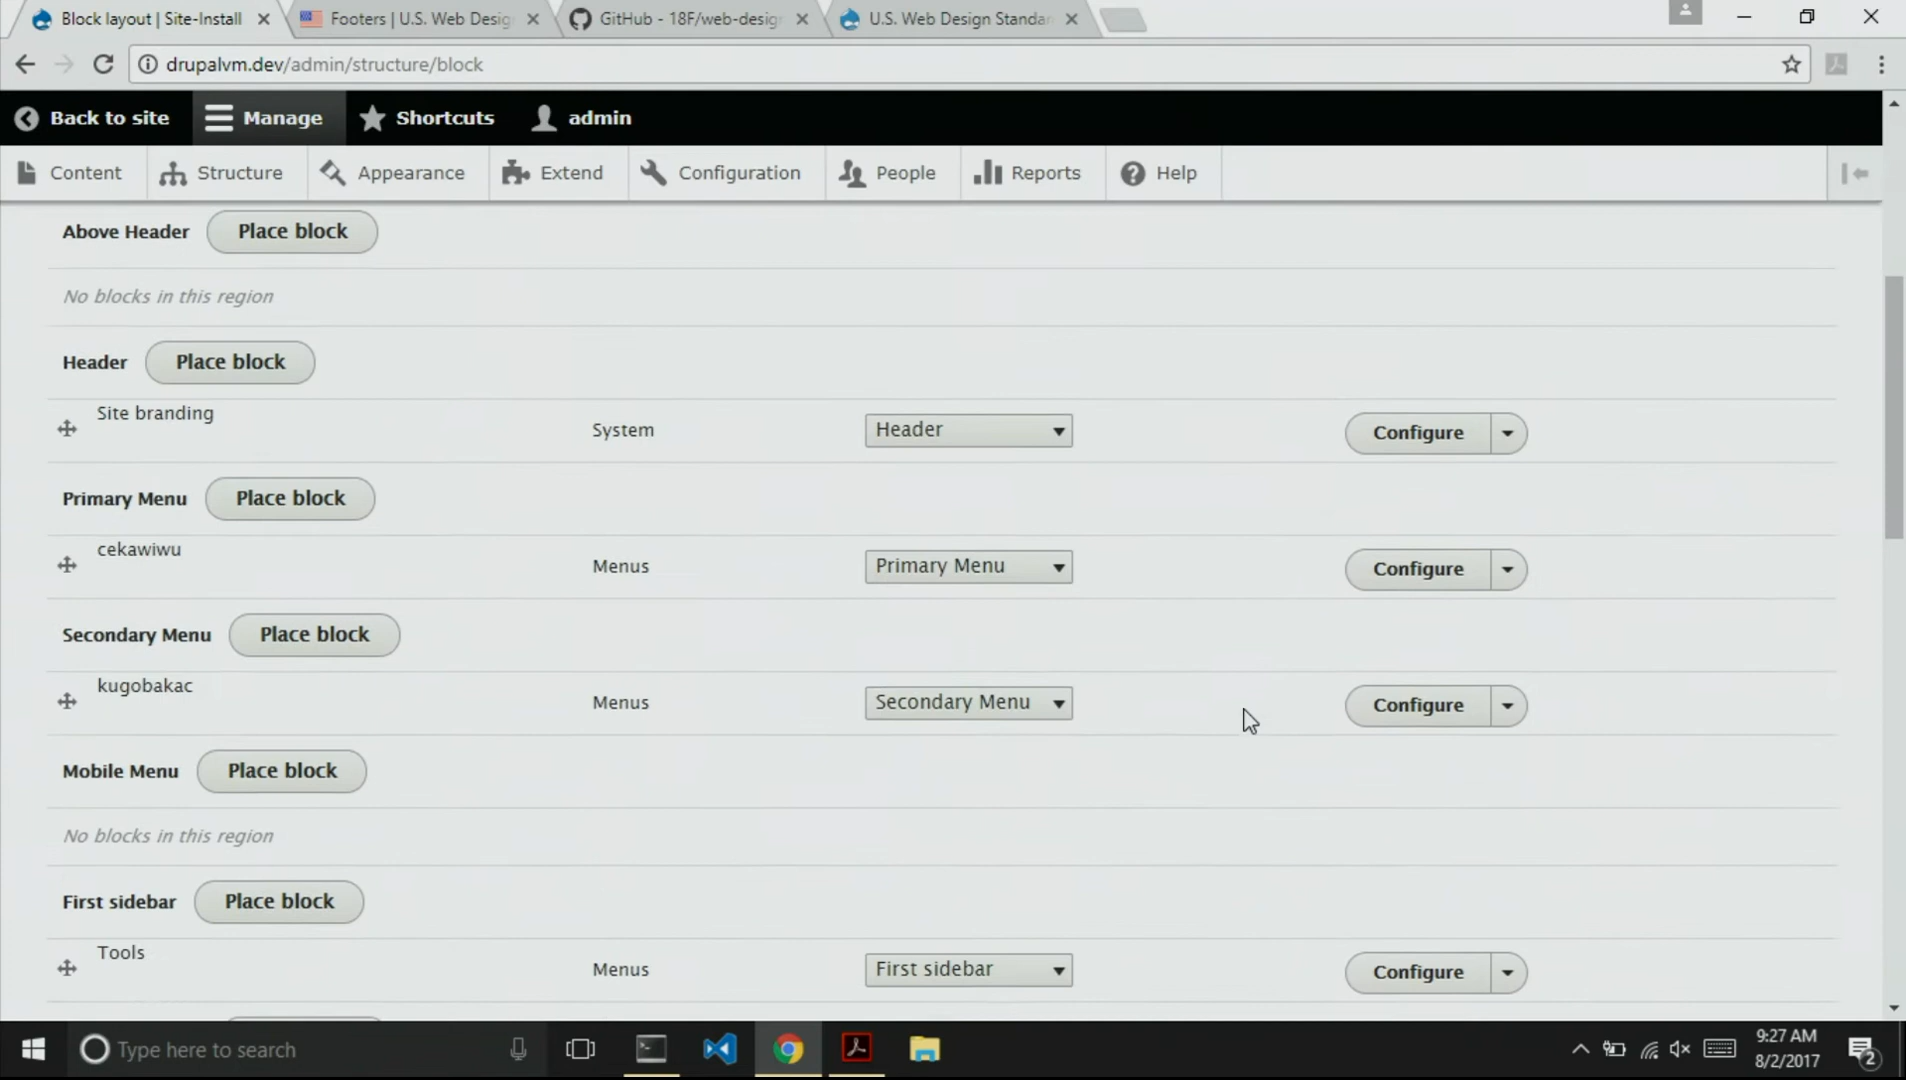 Block layout | Site-Install
Footers | U.S. Web Desig
GitHub - 18F/web-desig
U.S. Web Design Standar
drupalvm.dev/admin/structure/block
Back to site
Manage
Shortcuts
admin
Content
Structure
Appearance
Extend
Configuration
People
Reports
Help
Above Header
Place block
No blocks in this region
Header
Place block
Site branding
System
Header
Configure
Primary Menu
Place block
cekawiwu
Menus
Primary Menu
Configure
Secondary Menu
Place block
kugobakac
Menus
Secondary Menu
Configure
Mobile Menu
Place block
No blocks in this region
First sidebar
Place block
Tools
Menus
First sidebar
Configure
Type here to search
9:27 AM
8/2/2017
2